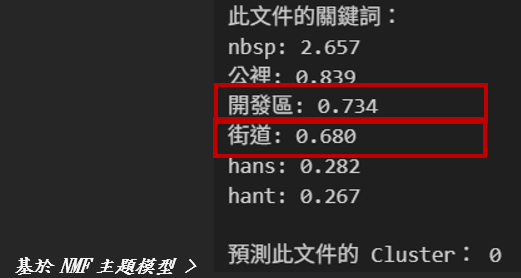 此文件的關鍵詞：
nbsp: 2.657
公裡: 0.839
開發區: 0.734
街道: 0.680
hans: 0.282
hant: 0.267
預測此文件的 Cluster： 0
基於 NMF 主題模型 >